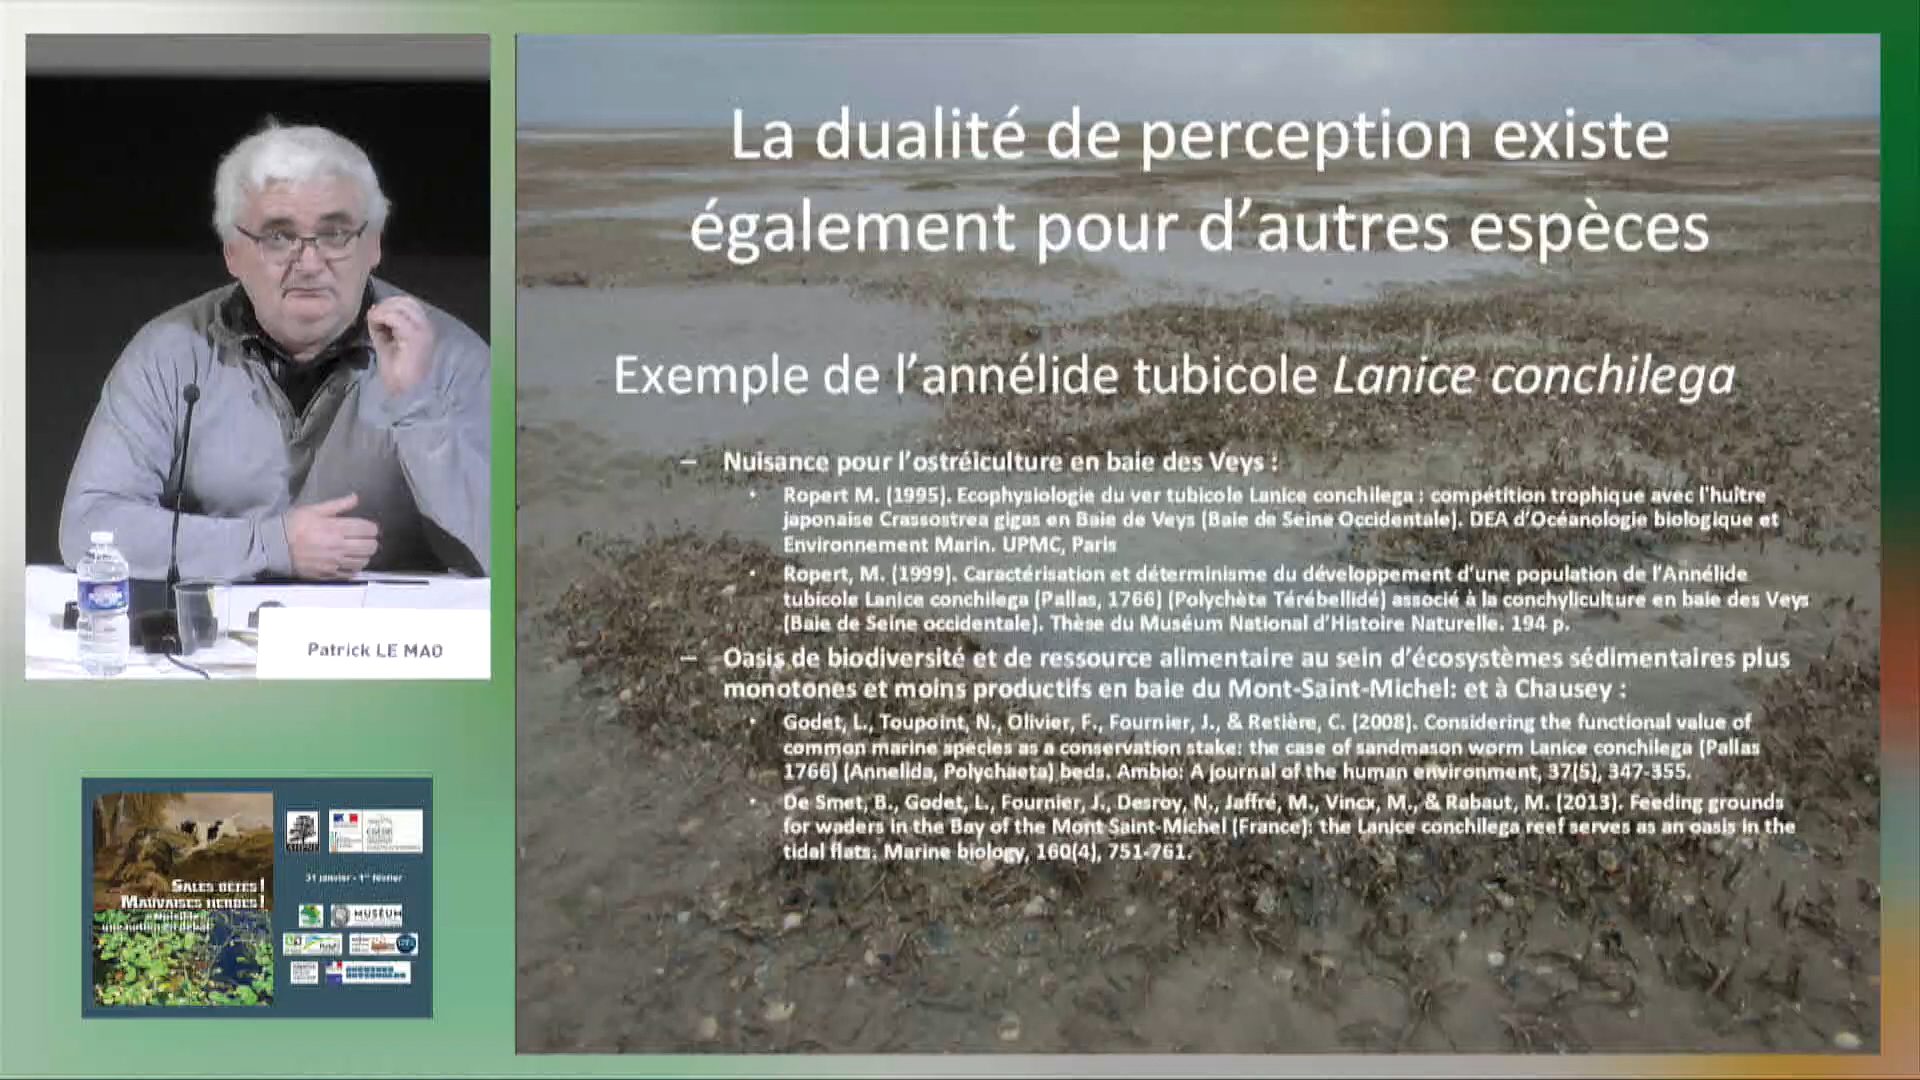 La dualité de perception existe
également pour d’autres espèces
Exemple de l’annélide tubicole Lanice conchilega
– Nuisance pour l’ostréiculture en baie des Veys :
• Ropert M. (1995). Ecophysiologie du ver tubicole Lanice conchilega : compétition trophique avec l'huître
japonaise Crassostrea gigas en Baie de Veys (Baie de Seine Occidentale). DEA d’Océanologie biologique et
Environnement Marin. UPMC, Paris
• Ropert, M. (1999). Caractérisation et déterminisme du développement d’une population de l’Annélide
tubicole Lanice conchilega (Pallas, 1766) (Polychète Térébellidé) associé à la conchyliculture en baie des Veys
(Baie de Seine occidentale). Thèse du Muséum National d’Histoire Naturelle. 194 p.
– Oasis de biodiversité et de ressource alimentaire au sein d’écosystèmes sédimentaires plus
monotones et moins productifs en baie du Mont-Saint-Michel: et à Chausey :
• Godet, L., Toupoint, N., Olivier, F., Fournier, J., & Retière, C. (2008). Considering the functional value of
common marine species as a conservation stake: the case of sandmason worm Lanice conchilega (Pallas
1766) (Annelida, Polychaeta) beds. Ambio: A journal of the human environment, 37(5), 347-355.
• De Smet, B., Godet, L., Fournier, J., Desroy, N., Jaffré, M., Vincx, M., & Rabaut, M. (2013). Feeding grounds
for waders in the Bay of the Mont Saint-Michel (France): the Lanice conchilega reef serves as an oasis in the
tidal flats. Marine biology, 160(4), 751-761.
Patrick LE MAO
Sales bêtes !
Mauvaises herbes !
une notion en débat
31 janvier - 1er février
MUSÉUM